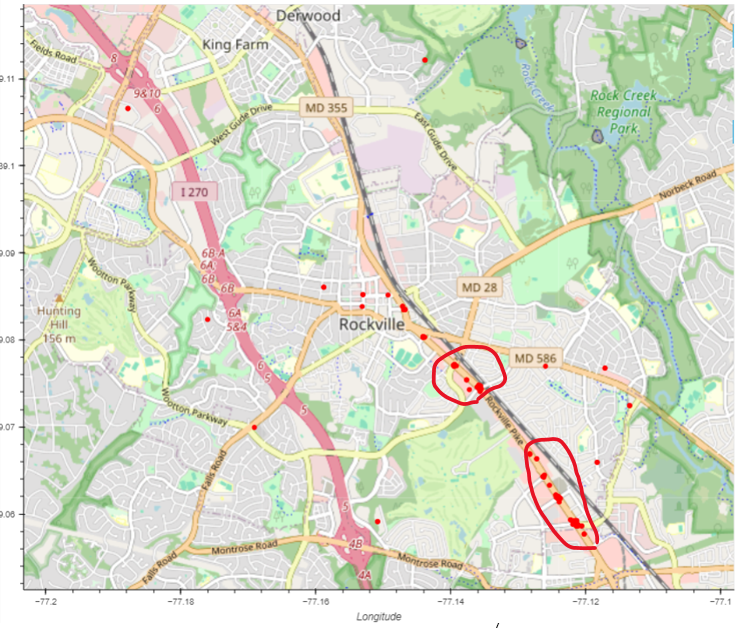 Derwood
King Farm
Fields Road
8
9&10
6
MD 355
West Gude Drive
East Gude Drive
Rock Creek
Rock Creek
Regional
Park
I 270
Norbeck Road
6B-A
6A
6B
6B
6A
5&4
Wootton Parkway
MD 28
Hunting
Hill
156 m
Rockville
MD 586
6
5
Wootton Parkway
5
Rockville Pike
Falls Road
5
4B
4A
Montrose Road
Montrose Road
Falls Road
9.11
39.1
9.09
9.08
9.07
9.06
−77.2
−77.18
−77.16
−77.14
−77.12
−77.1
Longitude